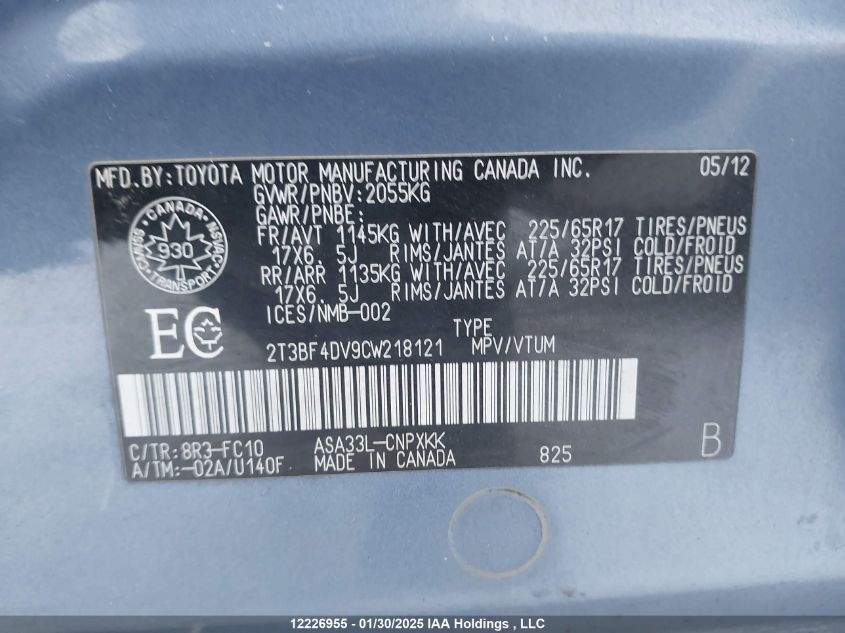 MFD.BY:TOYOTA MOTOR MANUFACTURING CANADA INC. 05/12
GVWR/PNBV:2055KG
GAWR/PNBE:
FR/AVT 1145KG WITH/AVEC 225/65R17 TIRES/PNEUS
17X6.5J RIMS/JANTES AT/A 32PSI COLD/FROID
RR/ARR 1135KG WITH/AVEC 225/65R17 TIRES/PNEUS
17X6.5J RIMS/JANTES AT/A 32PSI COLD/FROID
ICES/NMB-002
CANADA
930
TRANSPORT
CMVSS
NSVAC
EC
TYPE
2T3BF4DV9CW218121 MPV/VTUM
C/TR:8R3-FC10 ASA33L-CNPXKK
A/TM:-02A/U140F MADE IN CANADA 825 B
12226955 - 01/30/2025 IAA Holdings , LLC